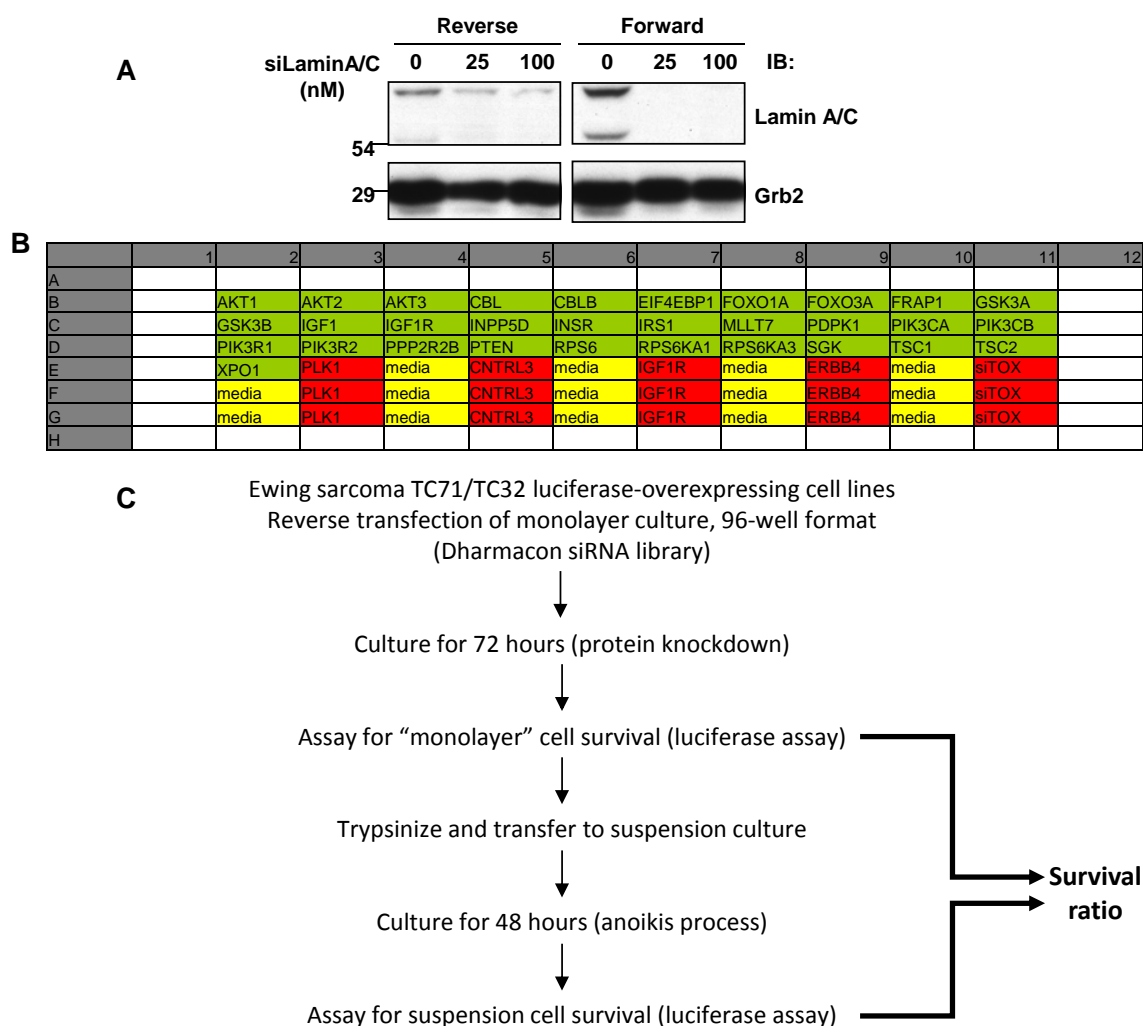 A
Reverse Forward
siLaminA/C 0 25 100 0 25 100 IB:
(nM)
Lamin A/C
54
29
Grb2
B
1 2 3 4 5 6 7 8 9 10 11 12
A
B AKT1 AKT2 AKT3 CBL CBLB EIF4EBP1 FOXO1A FOXO3A FRAP1 GSK3A
C GSK3B IGF1 IGF1R INPP5D INSR IRS1 MLLT7 PDPK1 PIK3CA PIK3CB
D PIK3R1 PIK3R2 PPP2R2B PTEN RPS6 RPS6KA1 RPS6KA3 SGK TSC1 TSC2
E XPO1 PLK1 media CNTRL3 media IGF1R media ERBB4 media siTOX
F media PLK1 media CNTRL3 media IGF1R media ERBB4 media siTOX
G media PLK1 media CNTRL3 media IGF1R media ERBB4 media siTOX
H
C
Ewing sarcoma TC71/TC32 luciferase-overexpressing cell lines
Reverse transfection of monolayer culture, 96-well format
(Dharmacon siRNA library)
Culture for 72 hours (protein knockdown)
Assay for “monolayer” cell survival (luciferase assay)
Trypsinize and transfer to suspension culture
Survival
ratio
Culture for 48 hours (anoikis process)
Assay for suspension cell survival (luciferase assay)